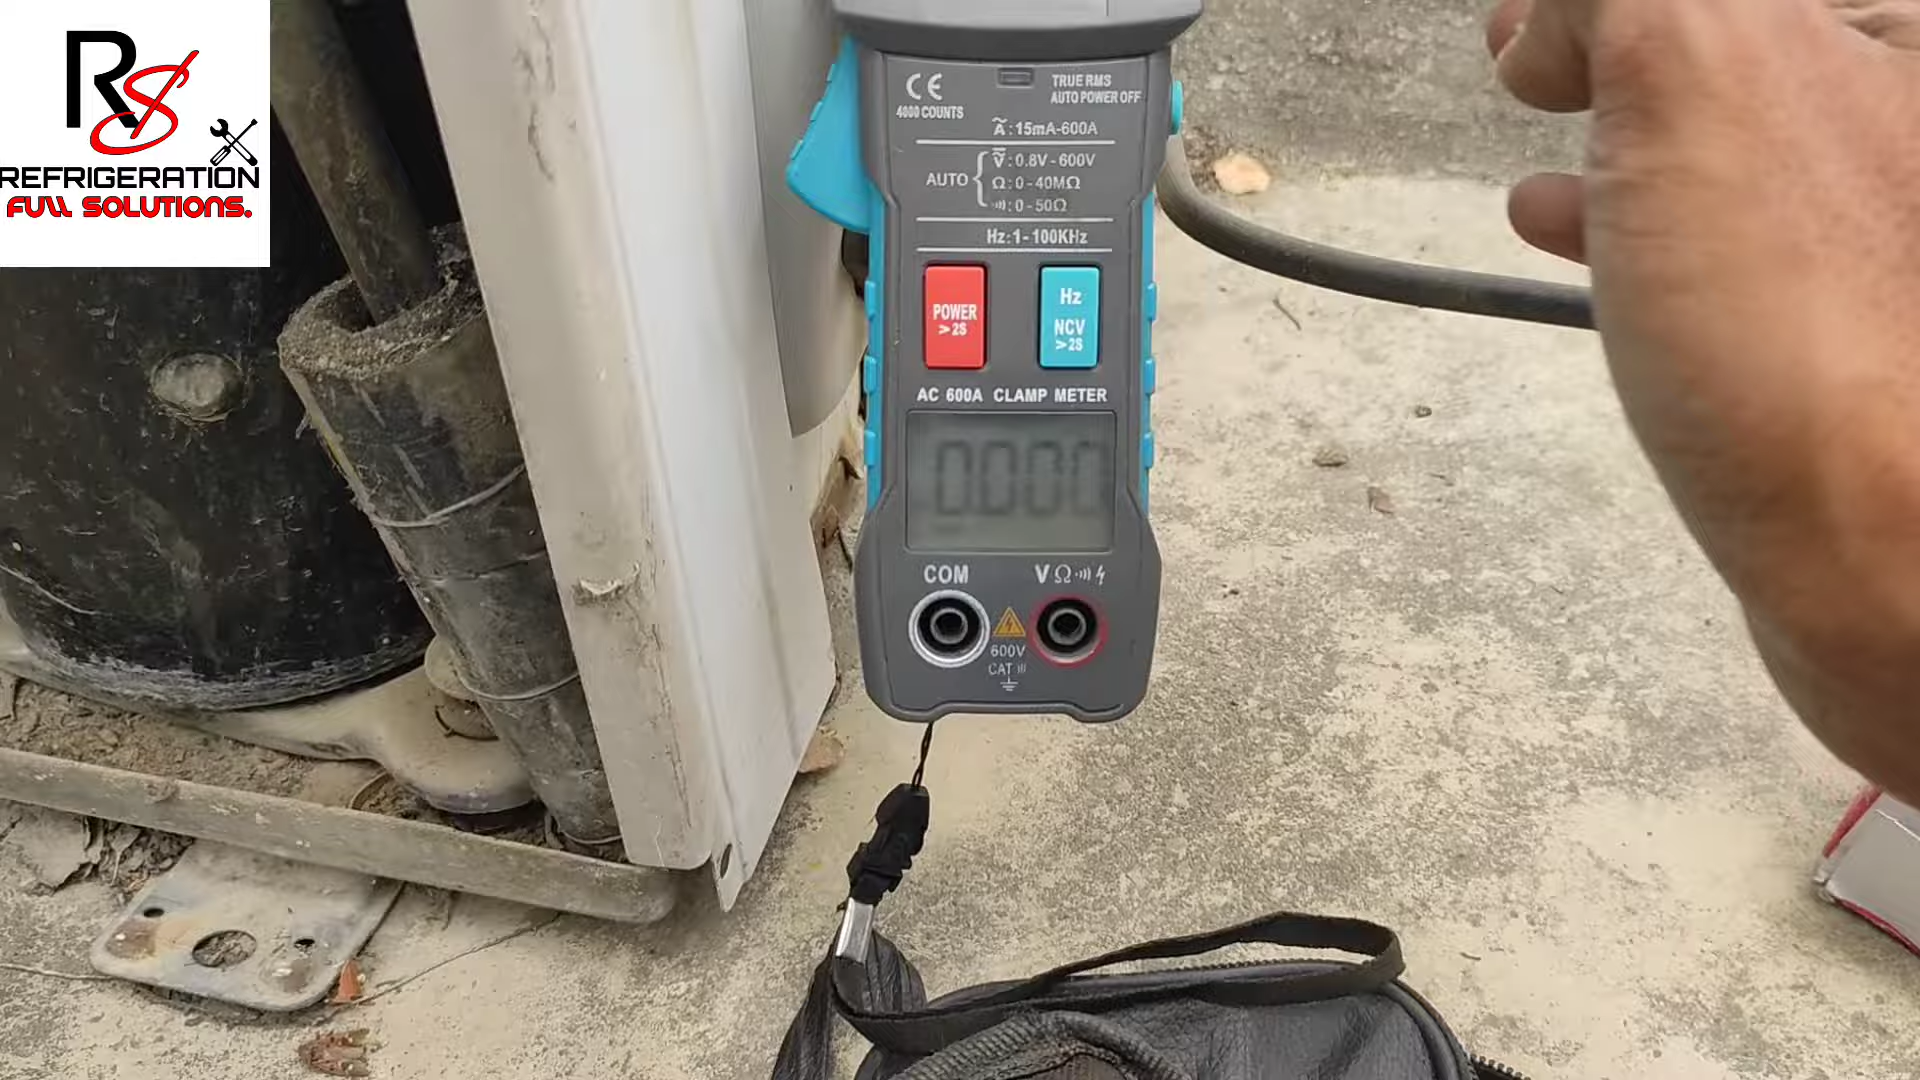 RS
REFRIGERATION
FULL SOLUTIONS.
CE
4000 COUNTS
TRUE RMS
AUTO POWER OFF
A : 15mA-600A
AUTO
V : 0.8V - 600V
Ω : 0 - 40MΩ
0 - 50Ω
Hz : 1 - 100KHz
POWER
> 2S
Hz
NCV
> 2S
AC 600A CLAMP METER
0.000
COM
VΩ
600V
CAT III